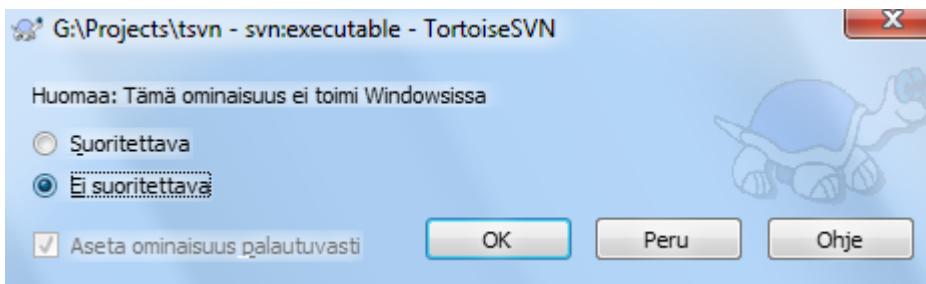 G:\Projects\tsvn - svn:executable - TortoiseSVN
Huomaa: Tämä ominaisuus ei toimi Windowsissa
Suoritettava
Ei suoritettava
Aseta ominaisuus palautuvasti
OK
Peru
Ohje